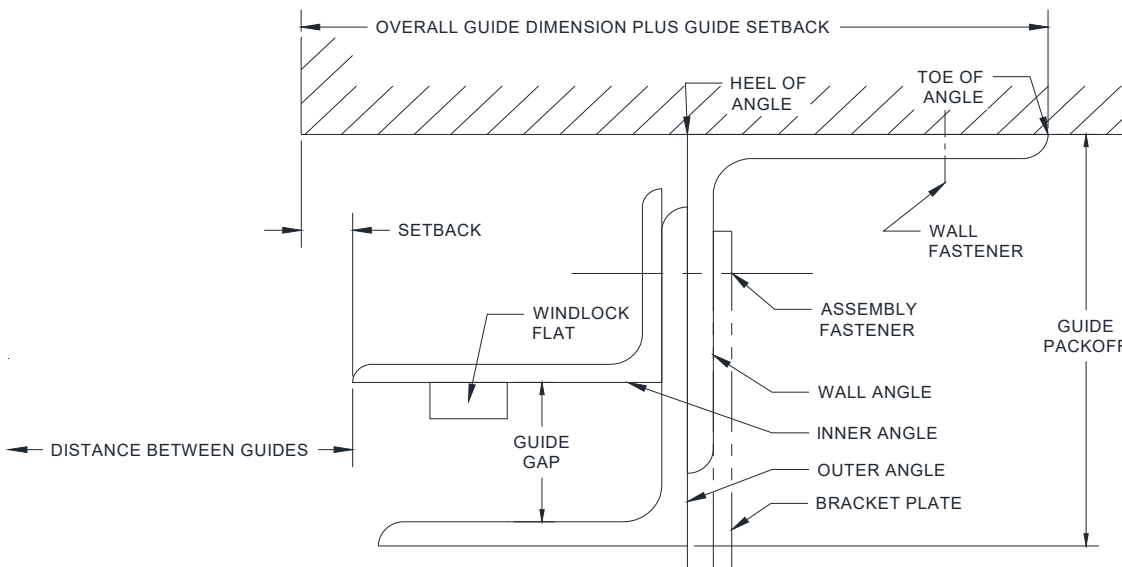 OVERALL GUIDE DIMENSION PLUS GUIDE SETBACK
HEEL OF
ANGLE
TOE OF
ANGLE
SETBACK
WALL
FASTENER
WINDLOCK
FLAT
ASSEMBLY
FASTENER
GUIDE
PACKOFF
WALL ANGLE
INNER ANGLE
DISTANCE BETWEEN GUIDES
GUIDE
GAP
OUTER ANGLE
BRACKET PLATE